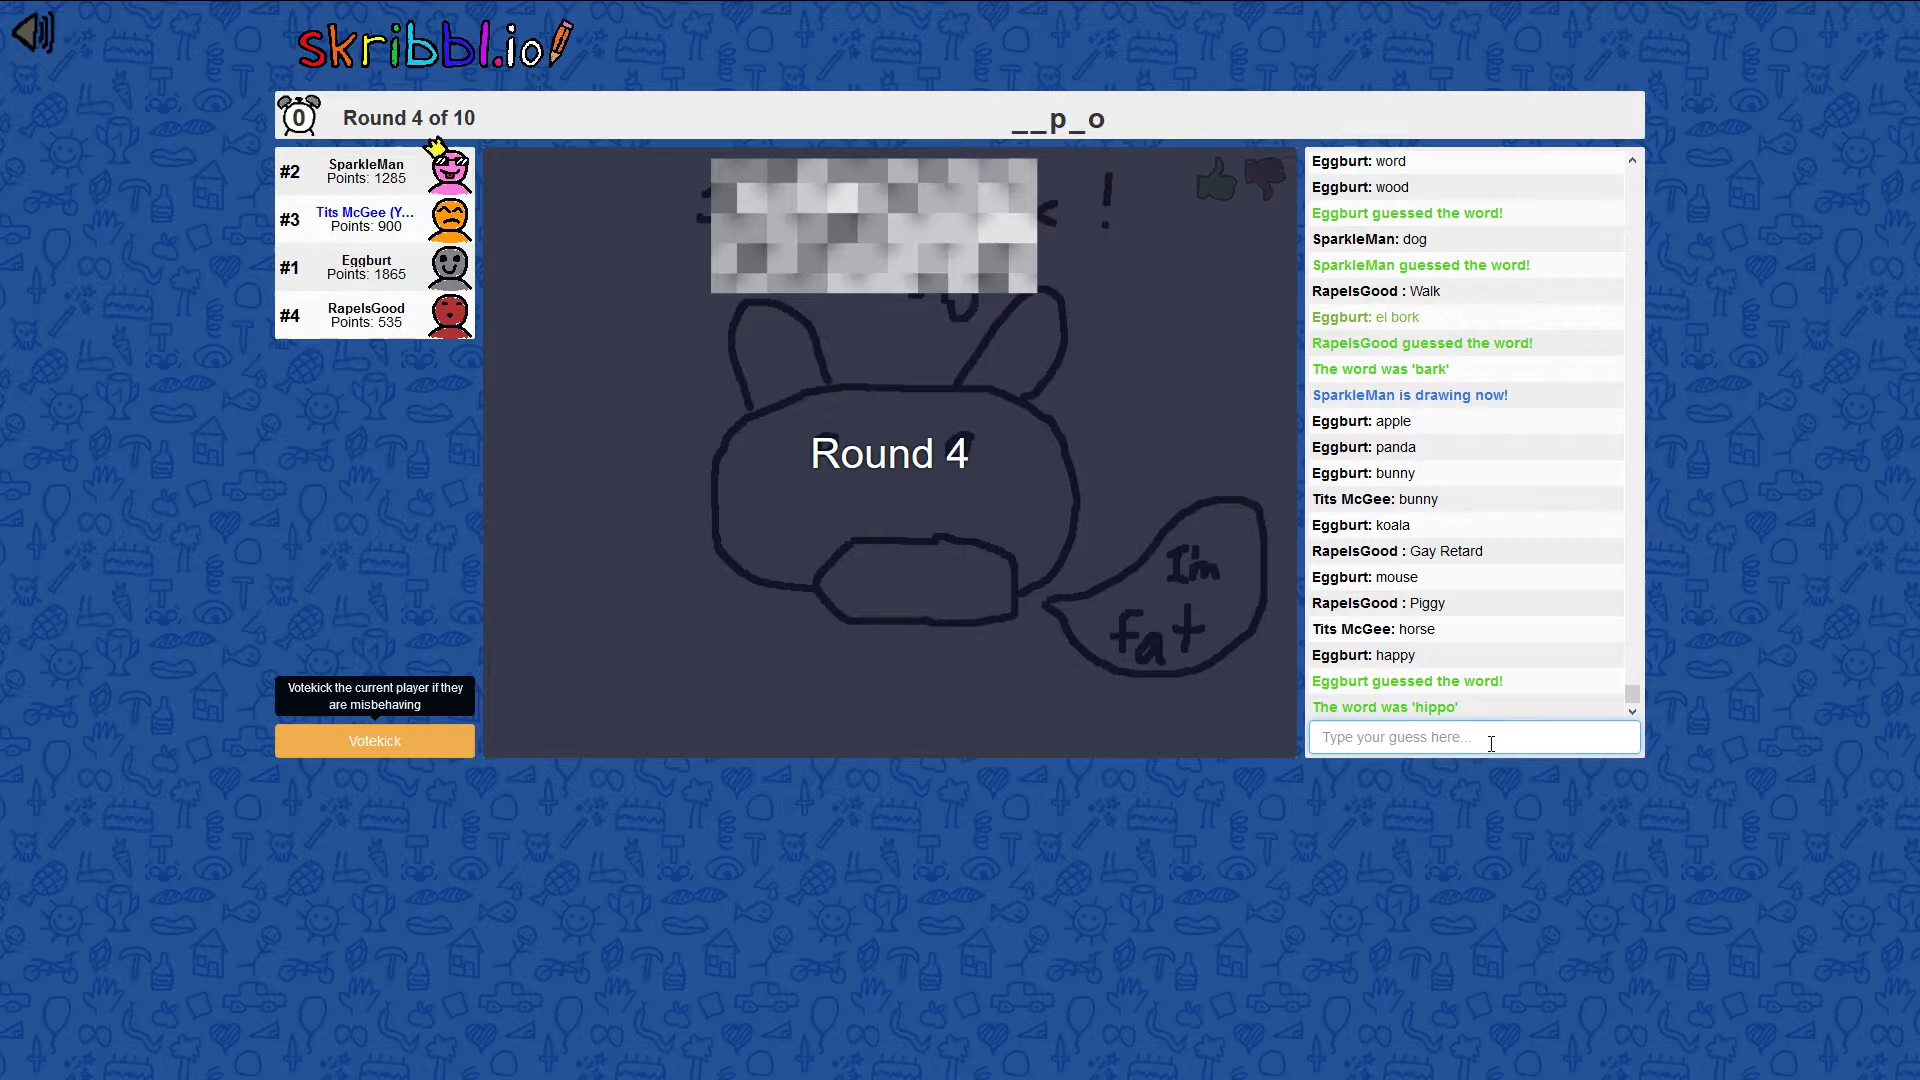 skribbl.io
0
Round 4 of 10
__p_o
#2
SparkleMan
Points: 1285
#3
Tits McGee (Y...
Points: 900
#1
Eggburt
Points: 1865
#4
RapeIsGood
Points: 535
Votekick the current player if they
are misbehaving
Votekick
!
Round 4
I'm
fat
Eggburt: word
Eggburt: wood
Eggburt guessed the word!
SparkleMan: dog
SparkleMan guessed the word!
RapeIsGood : Walk
Eggburt: el bork
RapeIsGood guessed the word!
The word was 'bark'
SparkleMan is drawing now!
Eggburt: apple
Eggburt: panda
Eggburt: bunny
Tits McGee: bunny
Eggburt: koala
RapeIsGood : Gay Retard
Eggburt: mouse
RapeIsGood : Piggy
Tits McGee: horse
Eggburt: happy
Eggburt guessed the word!
The word was 'hippo'
Type your guess here...